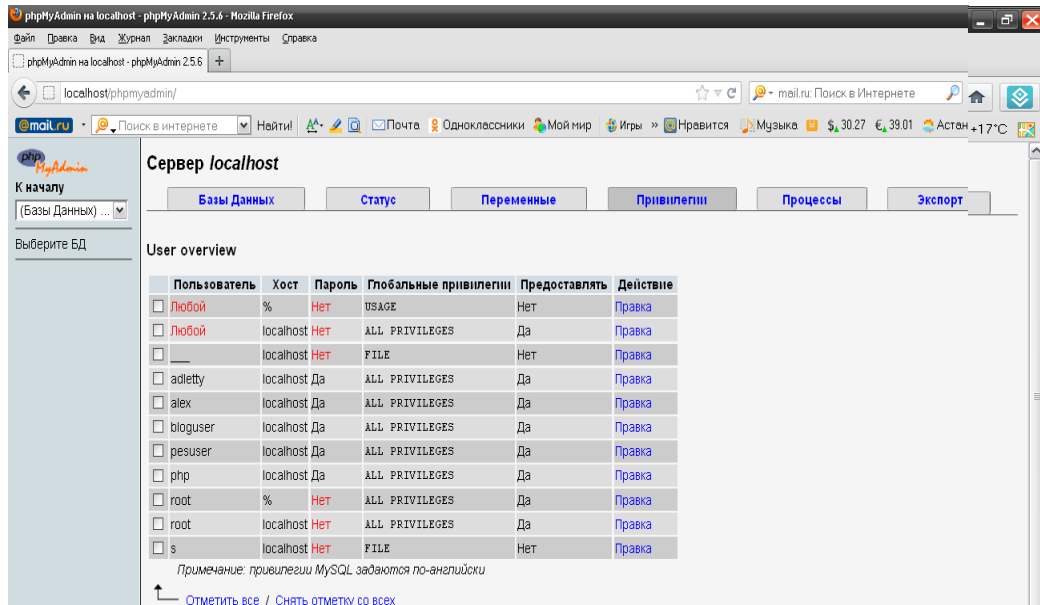 phpMyAdmin на localhost - phpMyAdmin 2.5.6 - Mozilla Firefox
Файл Правка Вид Журнал Закладки Инструменты Справка
phpMyAdmin на localhost - phpMyAdmin 2.5.6 +
localhost/phpmyadmin/ mail.ru: Поиск в Интернете
@mail.ru Поиск в интернете Найти! Почта Одноклассники Мой мир Игры » Нравится Музыка $ 30.27 € 39.01 Астан +17°C
php MyAdmin
К началу
(Базы Данных) ...
Выберите БД
Сервер localhost
Базы Данных Статус Переменные Привилегии Процессы Экспорт
User overview
Пользователь Хост Пароль Глобальные привилегии Предоставлять Действие
Любой % Нет USAGE Нет Правка
Любой localhost Нет ALL PRIVILEGES Да Правка
___ localhost Нет FILE Нет Правка
adletty localhost Да ALL PRIVILEGES Да Правка
alex localhost Да ALL PRIVILEGES Да Правка
bloguser localhost Да ALL PRIVILEGES Да Правка
pesuser localhost Да ALL PRIVILEGES Да Правка
php localhost Да ALL PRIVILEGES Да Правка
root % Нет ALL PRIVILEGES Да Правка
root localhost Нет ALL PRIVILEGES Да Правка
s localhost Нет FILE Нет Правка
Примечание: привилегии MySQL задаются по-английски
Отметить все / Снять отметку со всех